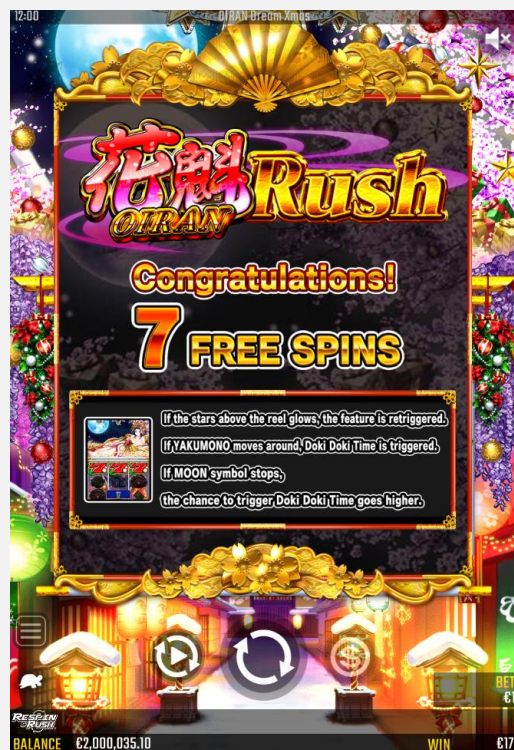 12:00
OIRAN Dream Xmas
花魁 Rush
OIRAN
Congratulations!
7 FREE SPINS
If the stars above the reel glows, the feature is retriggered.
If YAKUMONO moves around, Doki Doki Time is triggered.
If MOON symbol stops,
the chance to trigger Doki Doki Time goes higher.
RESPIN
RUSH
BET
BALANCE €2,000,035.10
WIN